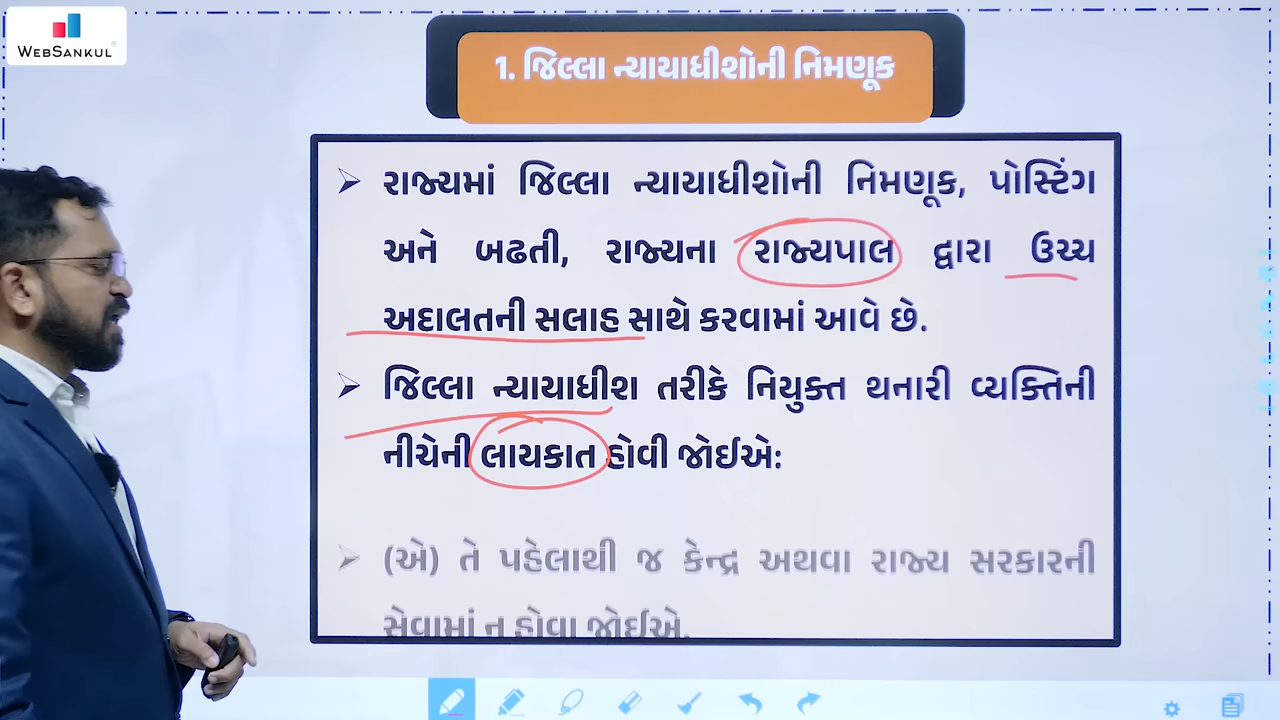 WEBSANKUL
1. જિલ્લા ન્યાયાધીશોની નિમણૂક
➢ રાજ્યમાં જિલ્લા ન્યાયાધીશોની નિમણૂક, પોસ્ટિંગ
અને બઢતી, રાજ્યના રાજ્યપાલ દ્વારા ઉચ્ચ
અદાલતની સલાહ સાથે કરવામાં આવે છે.
➢ જિલ્લા ન્યાયાધીશ તરીકે નિયુક્ત થનારી વ્યક્તિની
નીચેની લાયકાત હોવી જોઈએ:
➢ (એ) તે પહેલાથી જ કેન્દ્ર અથવા રાજ્ય સરકારની
સેવામાં ન હોવા જોઈએ.